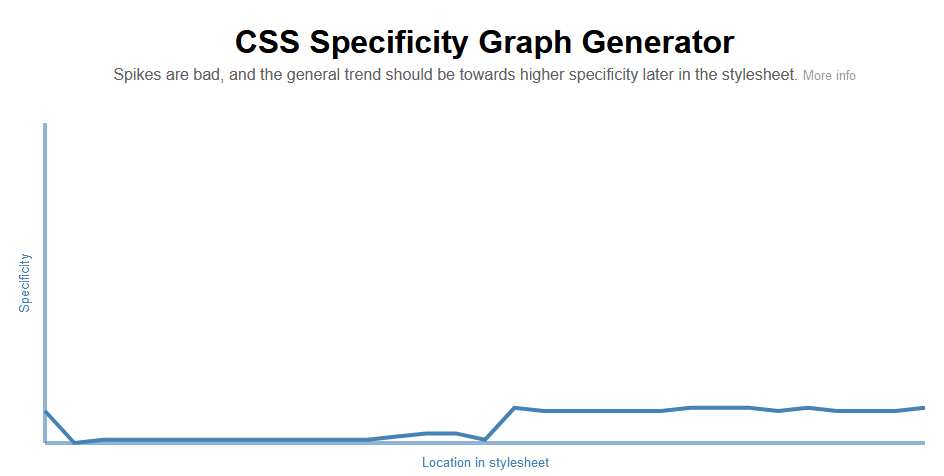 CSS Specificity Graph Generator
Spikes are bad, and the general trend should be towards higher specificity later in the stylesheet. More info
Specificity
Location in stylesheet